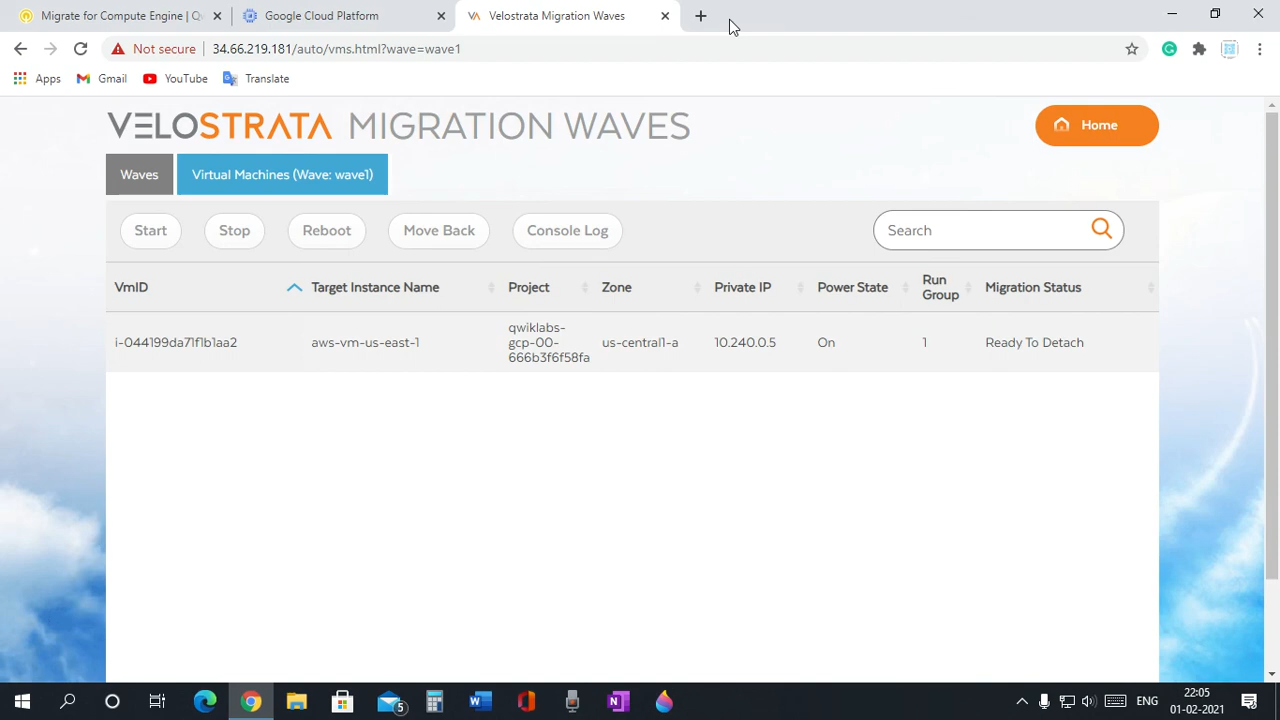 Migrate for Compute Engine | Q
Google Cloud Platform
Velostrata Migration Waves
Not secure
34.66.219.181/auto/vms.html?wave=wave1
Apps
Gmail
YouTube
Translate
VELOSTRATA MIGRATION WAVES
Home
Waves
Virtual Machines (Wave: wave1)
Start
Stop
Reboot
Move Back
Console Log
Search
VmID
Target Instance Name
Project
Zone
Private IP
Power State
Run
Group
Migration Status
i-044199da71f1b1aa2
aws-vm-us-east-1
qwiklabs-
gcp-00-
666b3f6f58fa
us-central1-a
10.240.0.5
On
1
Ready To Detach
5
ENG
22:05
01-02-2021